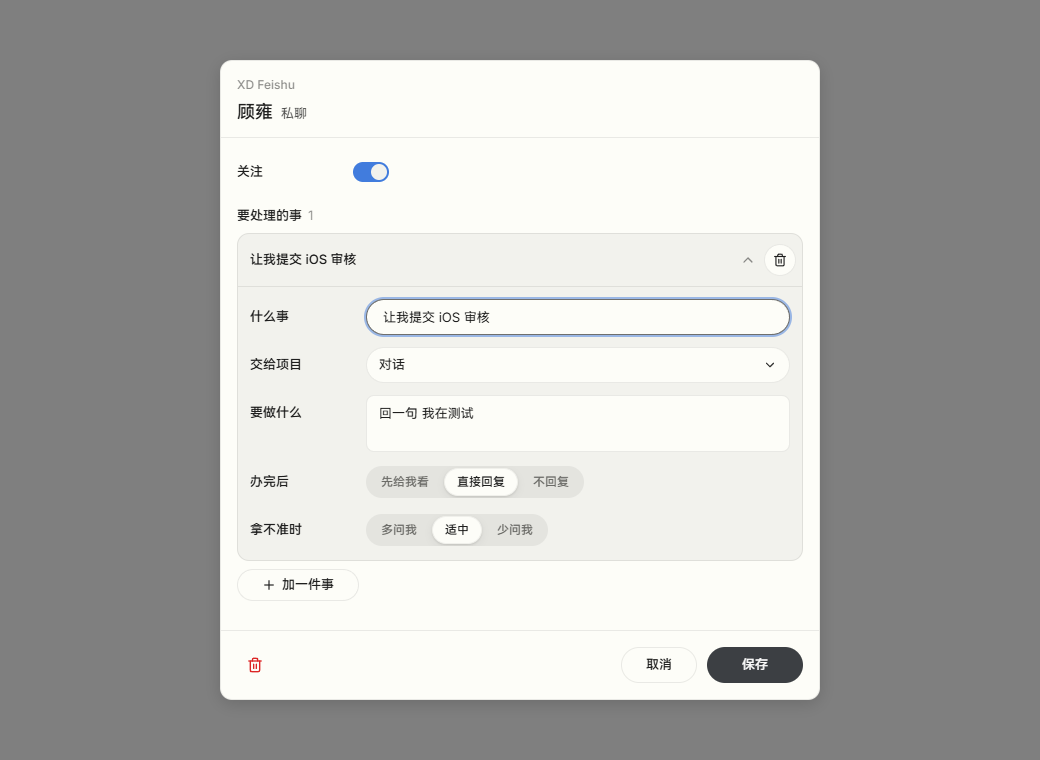 XD Feishu
顾雍 私聊
关注
要处理的事 1
让我提交 iOS 审核
什么事 让我提交 iOS 审核
交给项目 对话
要做什么 回一句 我在测试
办完后 先给我看 直接回复 不回复
拿不准时 多问我 适中 少问我
加一件事
取消 保存